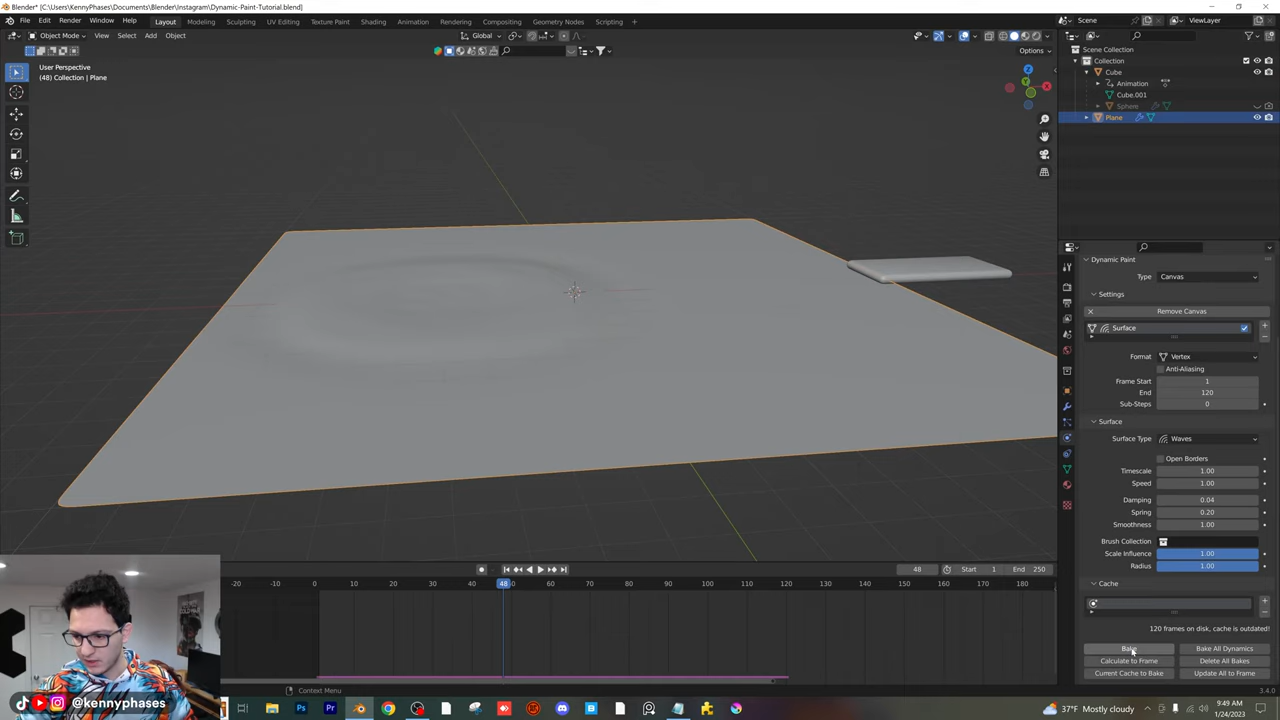 Blender* [C:\Users\KennyPhases\Documents\Blender\Instagram\Dynamic-Paint-Tutorial.blend]
File Edit Render Window Help Layout Modeling Sculpting UV Editing Texture Paint Shading Animation Rendering Compositing Geometry Nodes Scripting + Scene ViewLayer
Object Mode View Select Add Object Global
Options
User Perspective
(48) Collection | Plane
Z
Y
X
Scene Collection
Collection
Cube
Animation
Cube.001
Sphere
Plane
Dynamic Paint
Type Canvas
Settings
Remove Canvas
Surface
Format Vertex
Anti-Aliasing
Frame Start 1
End 120
Sub-Steps 0
Surface
Surface Type Waves
Open Borders
Timescale 1.00
Speed 1.00
Damping 0.04
Spring 0.20
Smoothness 1.00
Brush Collection
Scale Influence 1.00
Radius 1.00
Cache
120 frames on disk, cache is outdated!
Bake Bake All Dynamics
Calculate to Frame Delete All Bakes
Current Cache to Bake Update All to Frame
48 Start 1 End 250
-20 -10 0 10 20 30 40 48 50 60 70 80 90 100 110 120 130 140 150 160 170 180
Context Menu
3.4.0
@kennyphases
Ps Pr
37°F Mostly cloudy
9:49 AM
1/24/2023